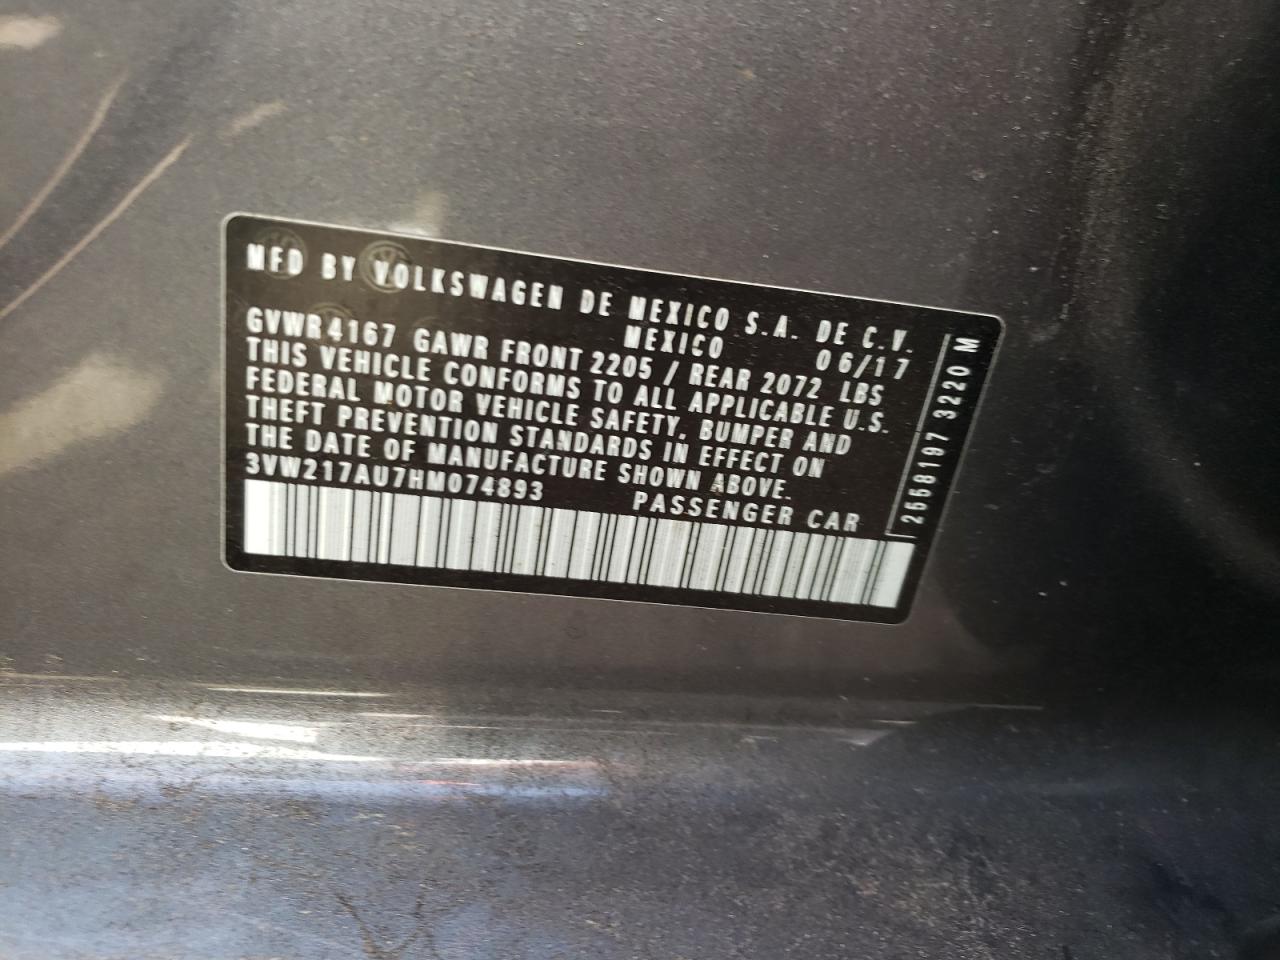 MFD BY VOLKSWAGEN DE MEXICO S.A. DE C.V.
MEXICO 06/17
GVWR 4167 GAWR FRONT 2205 / REAR 2072 LBS
THIS VEHICLE CONFORMS TO ALL APPLICABLE U.S.
FEDERAL MOTOR VEHICLE SAFETY, BUMPER AND
THEFT PREVENTION STANDARDS IN EFFECT ON
THE DATE OF MANUFACTURE SHOWN ABOVE.
3VW217AU7HM074893 PASSENGER CAR
2668197 3220 M